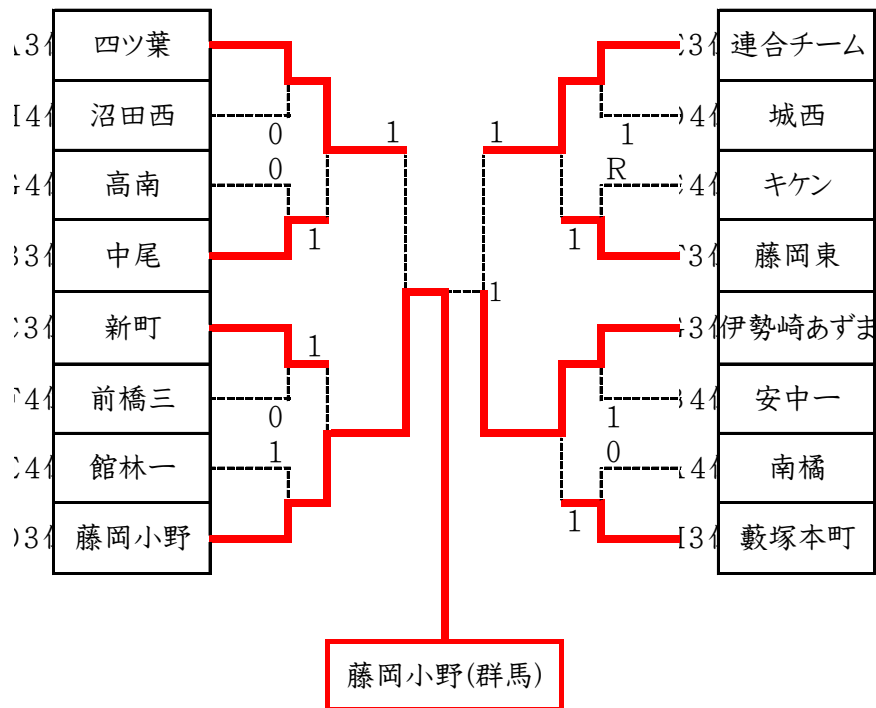 四ツ葉
沼田西
0
1
高南
0
中尾
1
新町
1
前橋三
0
館林一
1
藤岡小野
連合チーム
城西
1
1
キケン
R
藤岡東
1
1
伊勢崎あずま
安中一
1
南橘
0
藪塚本町
1
藤岡小野(群馬)